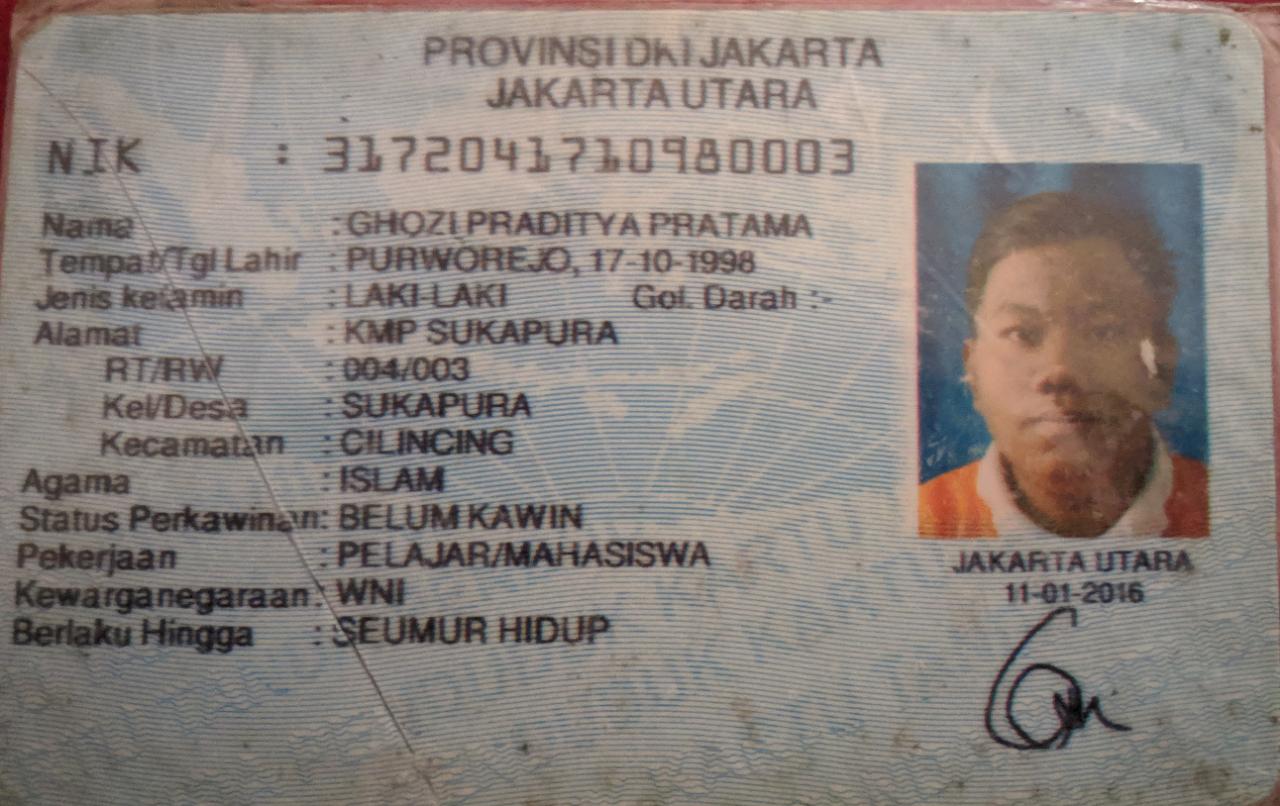 PROVINSI DKI JAKARTA
JAKARTA UTARA
NIK : 3172041710980003
Nama : GHOZI PRADITYA PRATAMA
Tempat/Tgl Lahir : PURWOREJO, 17-10-1998
Jenis kelamin : LAKI-LAKI Gol. Darah :-
Alamat : KMP SUKAPURA
RT/RW : 004/003
Kel/Desa : SUKAPURA
Kecamatan : CILINCING
Agama : ISLAM
Status Perkawinan: BELUM KAWIN
Pekerjaan : PELAJAR/MAHASISWA
Kewarganegaraan: WNI
Berlaku Hingga : SEUMUR HIDUP
JAKARTA UTARA
11-01-2016